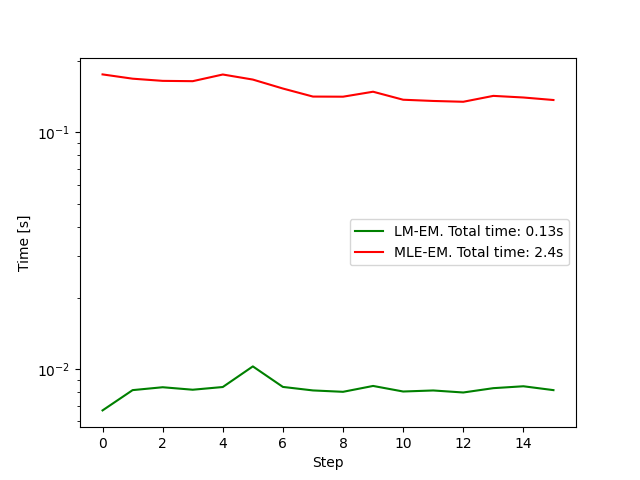 10⁻¹
10⁻²
Time [s]
LM-EM. Total time: 0.13s
MLE-EM. Total time: 2.4s
0 2 4 6 8 10 12 14
Step